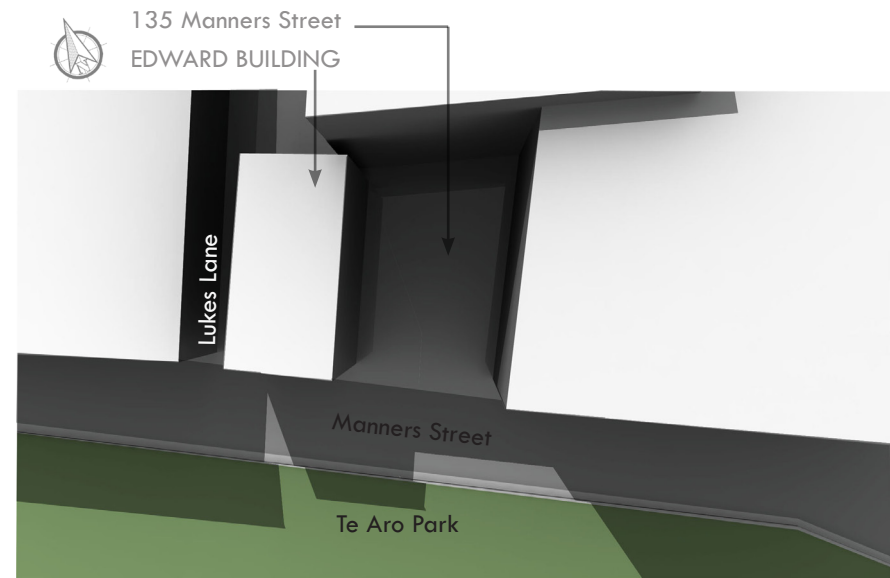 135 Manners Street
EDWARD BUILDING
N
Lukes Lane
Manners Street
Te Aro Park